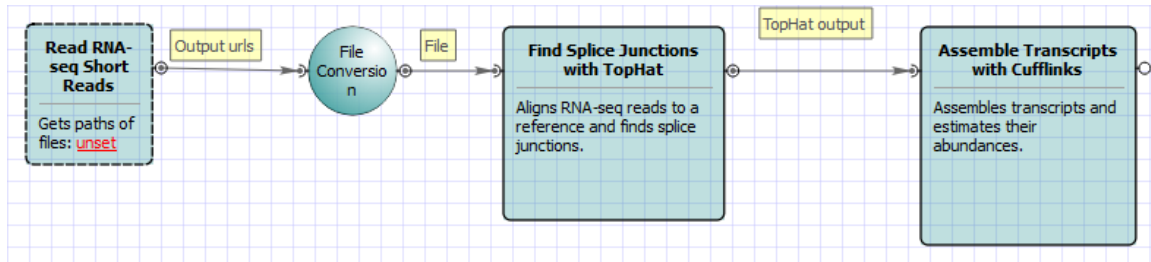 Read RNA-
seq Short
Reads
Gets paths of
files: unset
Output urls
File
Conversio
n
File
Find Splice Junctions
with TopHat
Aligns RNA-seq reads to a
reference and finds splice
junctions.
TopHat output
Assemble Transcripts
with Cufflinks
Assembles transcripts and
estimates their
abundances.